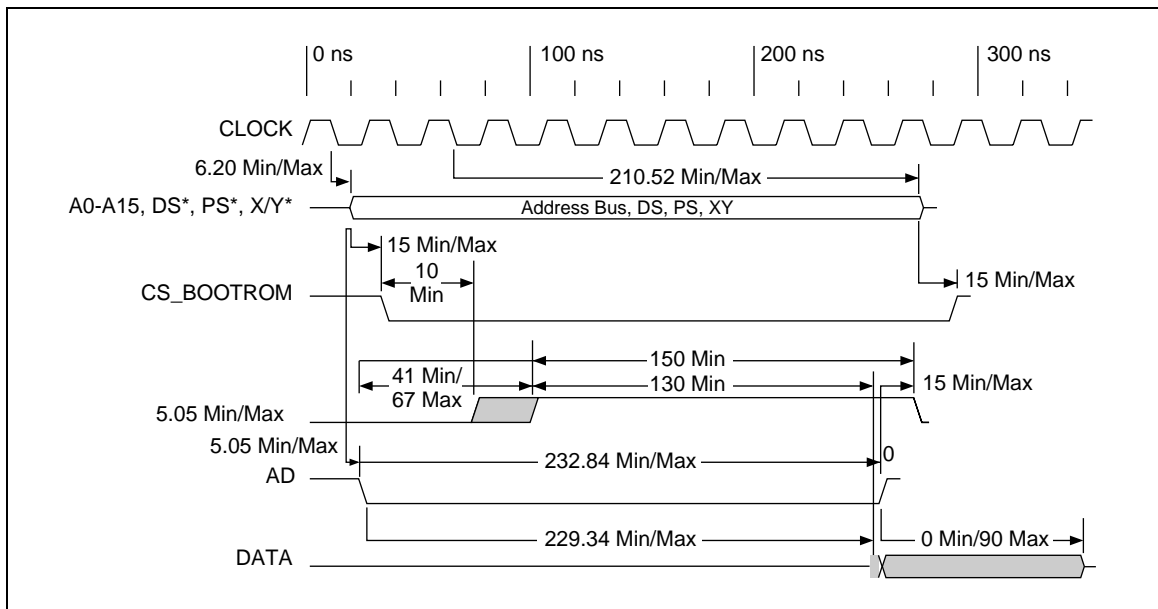 0 ns
100 ns
200 ns
300 ns
CLOCK
6.20 Min/Max
210.52 Min/Max
A0-A15, DS*, PS*, X/Y*
Address Bus, DS, PS, XY
15 Min/Max
10
Min
15 Min/Max
CS_BOOTROM
150 Min
41 Min/
67 Max
130 Min
15 Min/Max
5.05 Min/Max
5.05 Min/Max
232.84 Min/Max
0
AD
229.34 Min/Max
0 Min/90 Max
DATA